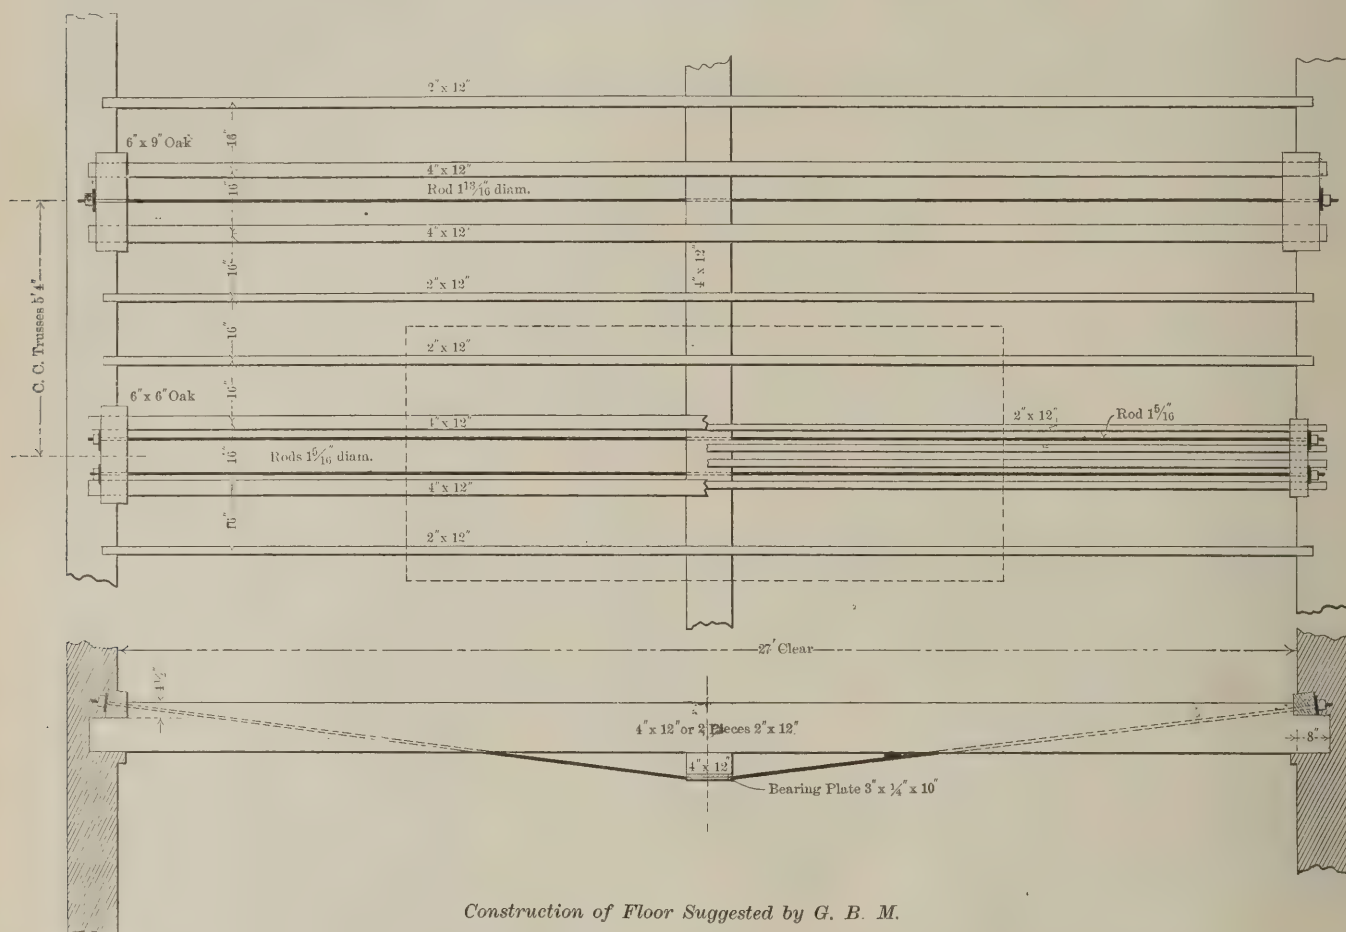 2" x 12"
6" x 9" Oak
16"
4" x 12"
16"
Rod 1 13/16 diam.
4" x 12"
4" x 12"
16"
2" x 12"
C. C. Trusses 5' 4"
16"
2" x 12"
6" x 6" Oak
16"
4" x 12"
2" x 12"
Rod 1 5/16"
16"
Rods 1 5/16 diam.
4" x 12"
16"
2" x 12"
27' Clear
4 1/2"
4" x 12" or 2 Pieces 2" x 12"
8"
4" x 12"
Bearing Plate 3" x 1/4" x 10"
Construction of Floor Suggested by G. B. M.